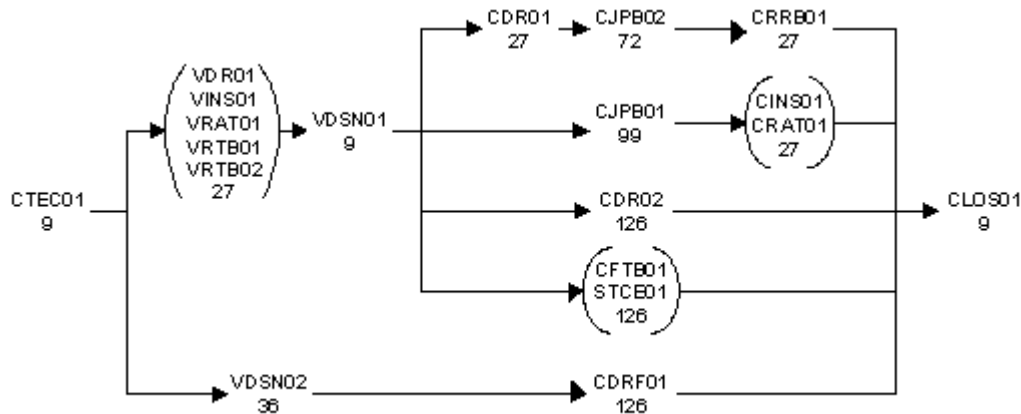 CDR01
27
CJPB02
72
CRRB01
27
VDR01
VINS01
VRAT01
VRTB01
VRTB02
27
VDSN01
9
CJPB01
99
CINS01
CRAT01
27
CTEC01
9
CDR02
126
CLOS01
9
CFTB01
STCB01
126
VDSN02
36
CDRF01
126